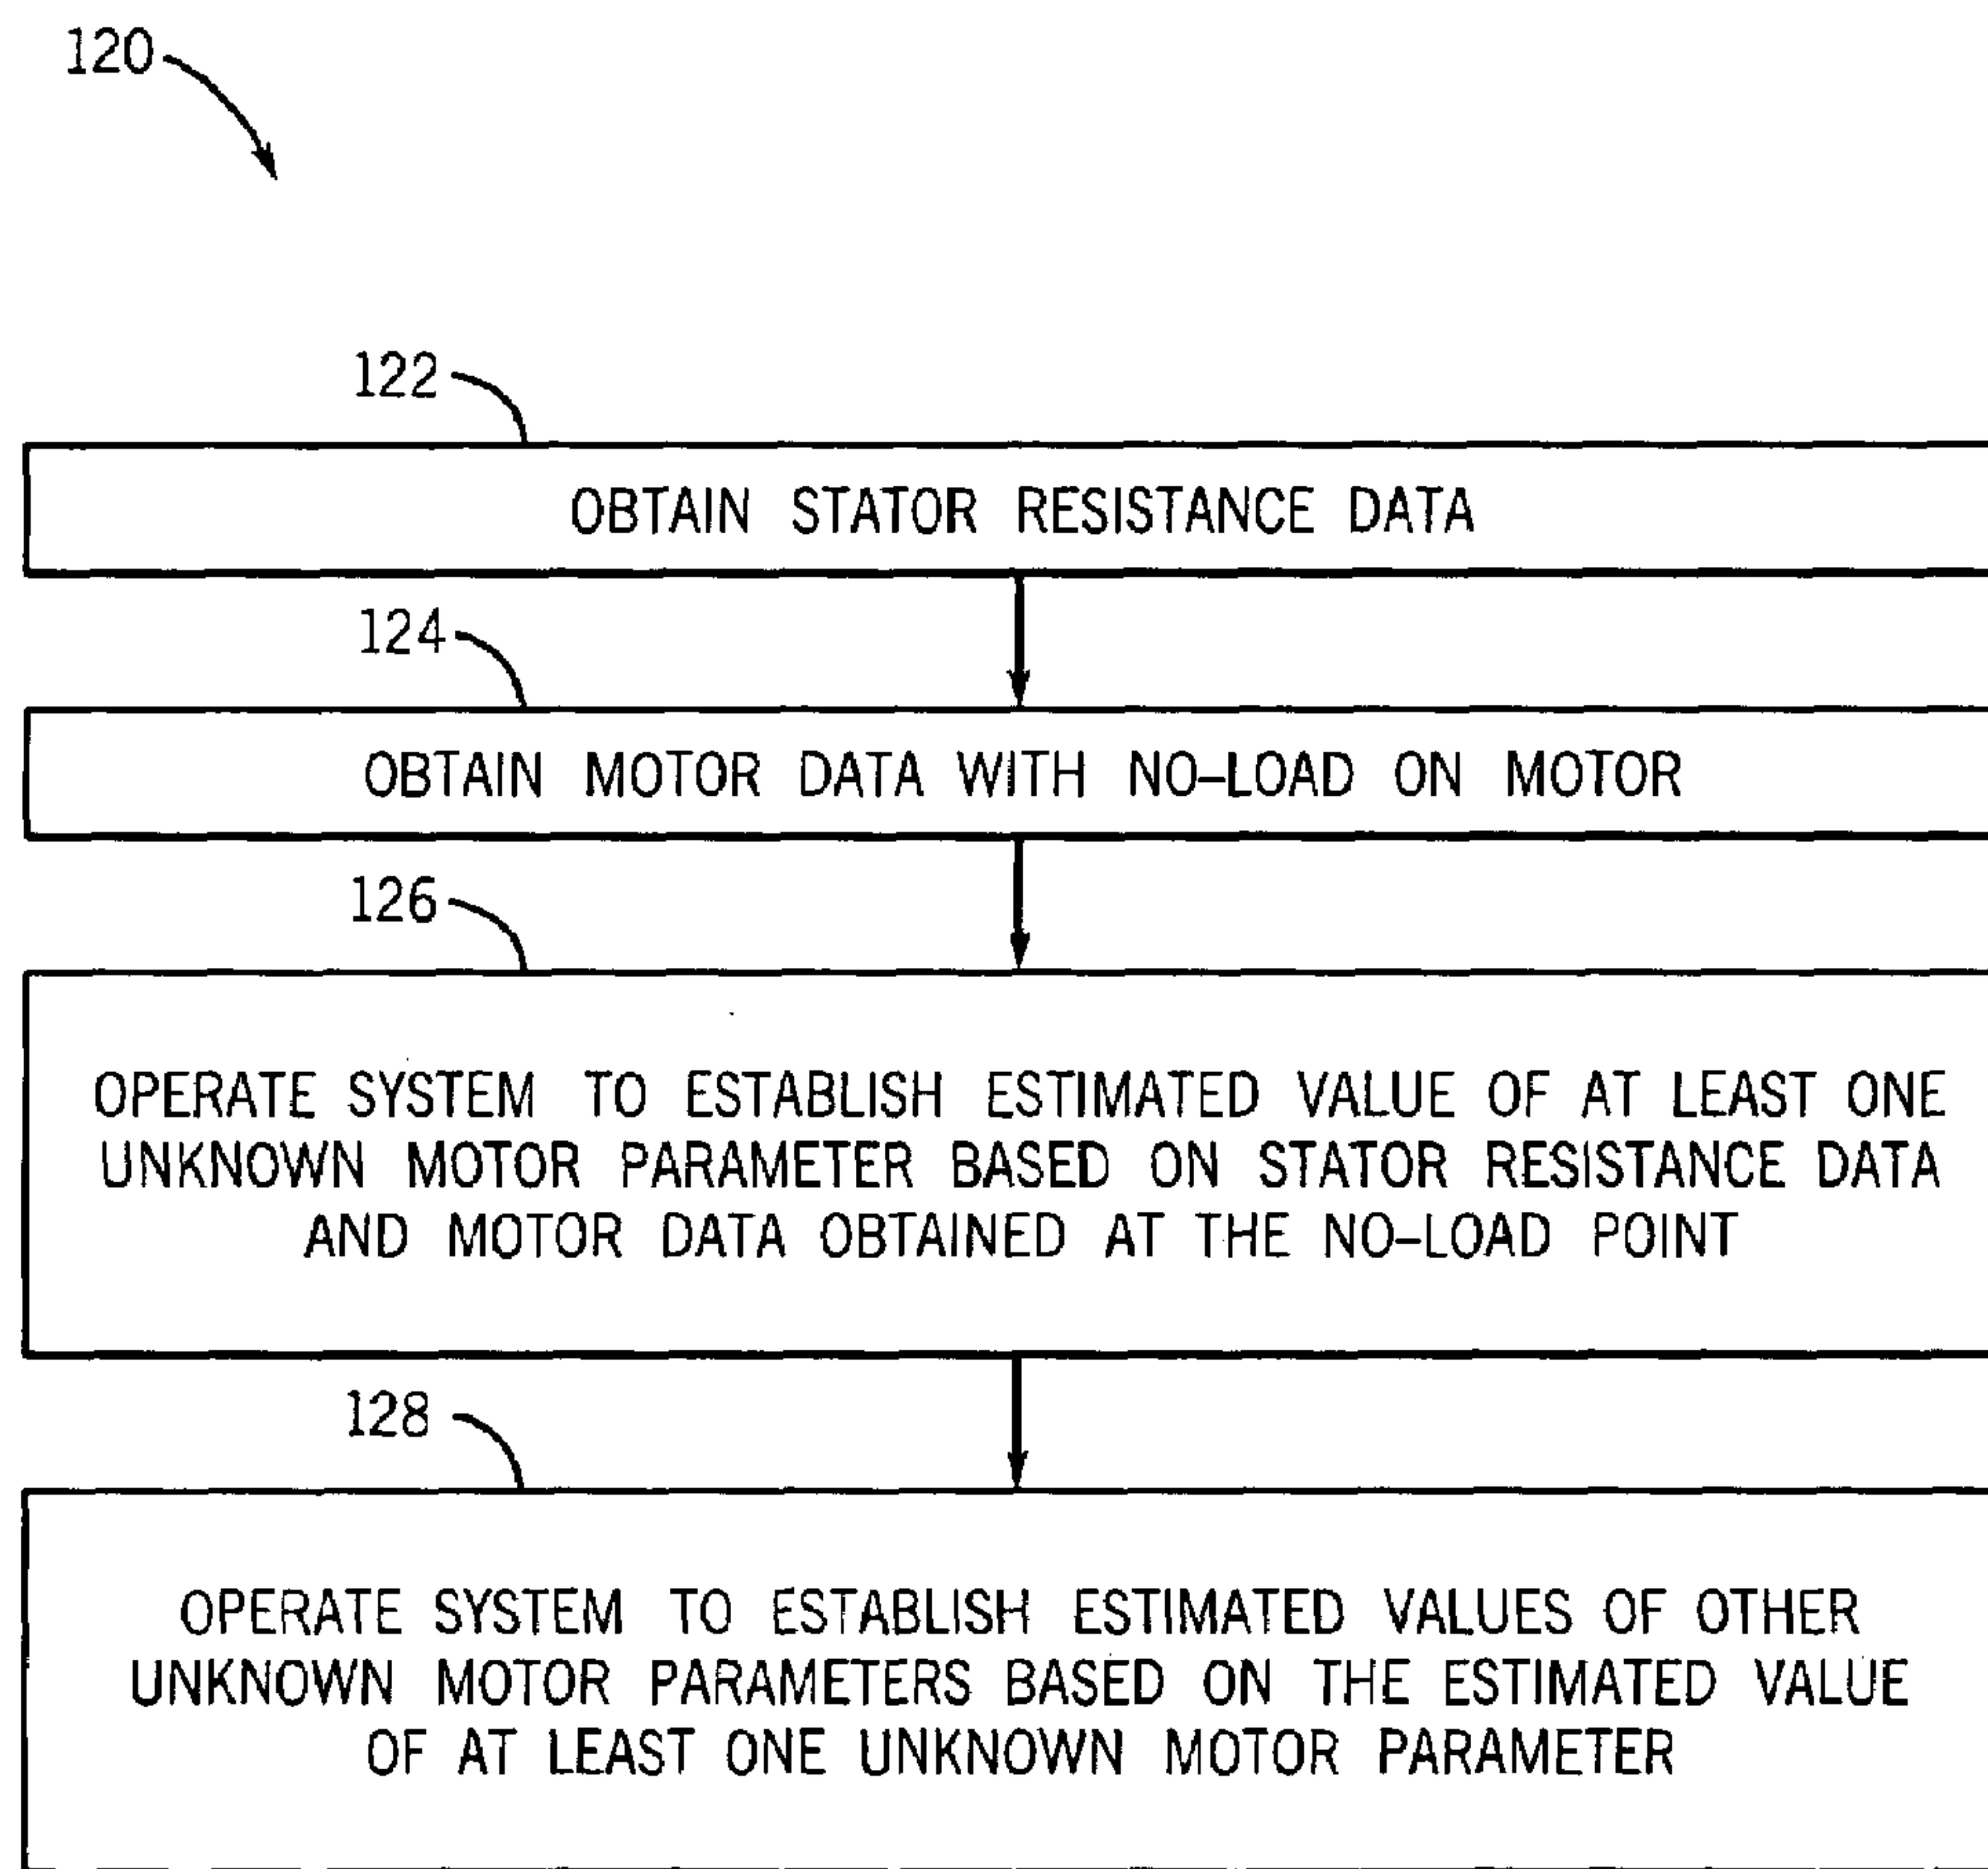 120
122
OBTAIN STATOR RESISTANCE DATA
124
OBTAIN MOTOR DATA WITH NO-LOAD ON MOTOR
126
OPERATE SYSTEM TO ESTABLISH ESTIMATED VALUE OF AT LEAST ONE
UNKNOWN MOTOR PARAMETER BASED ON STATOR RESISTANCE DATA
AND MOTOR DATA OBTAINED AT THE NO-LOAD POINT
128
OPERATE SYSTEM TO ESTABLISH ESTIMATED VALUES OF OTHER
UNKNOWN MOTOR PARAMETERS BASED ON THE ESTIMATED VALUE
OF AT LEAST ONE UNKNOWN MOTOR PARAMETER